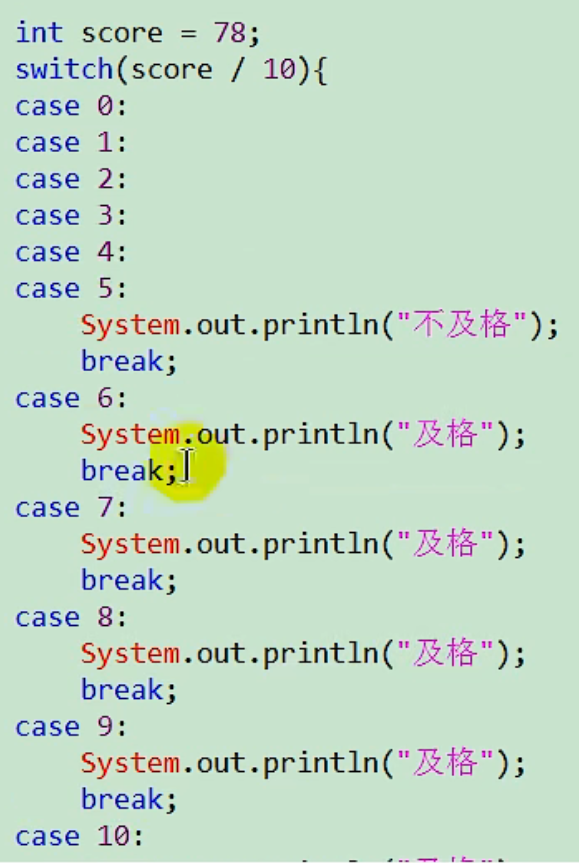 int score = 78;
switch(score / 10){
case 0:
case 1:
case 2:
case 3:
case 4:
case 5:
    System.out.println("不及格");
    break;
case 6:
    System.out.println("及格");
    break;
case 7:
    System.out.println("及格");
    break;
case 8:
    System.out.println("及格");
    break;
case 9:
    System.out.println("及格");
    break;
case 10: